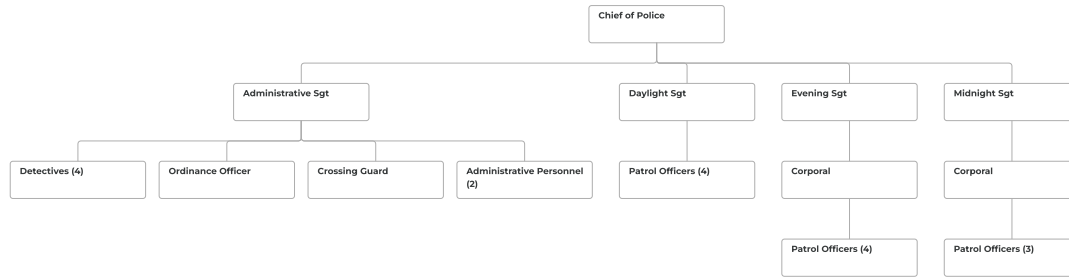 Chief of Police
Administrative Sgt
Daylight Sgt
Evening Sgt
Midnight Sgt
Detectives (4)
Ordinance Officer
Crossing Guard
Administrative Personnel
(2)
Patrol Officers (4)
Corporal
Corporal
Patrol Officers (4)
Patrol Officers (3)